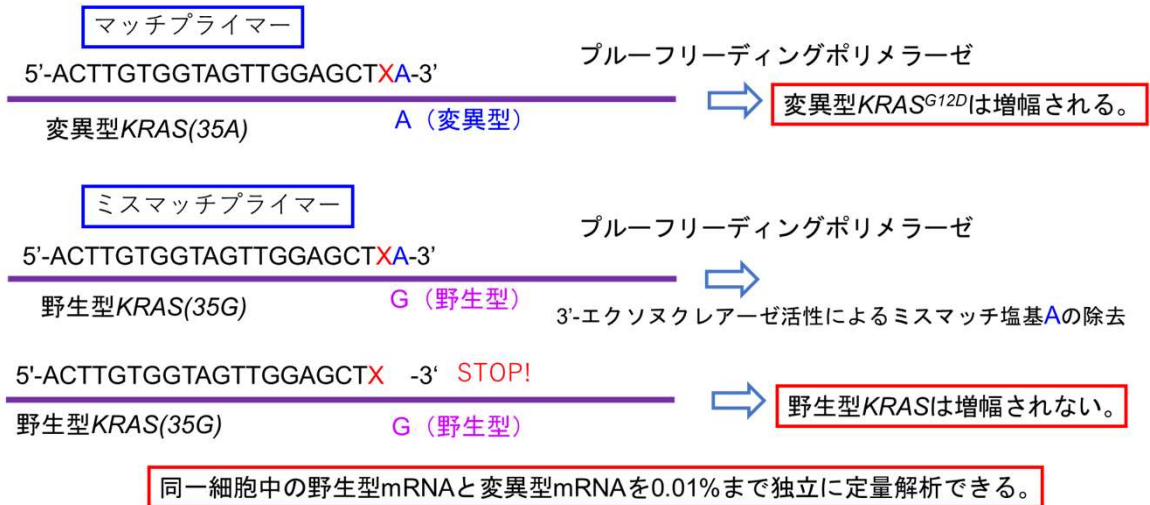 マッチプライマー
5’-ACTTGTGGTAGTTGGAGCTXA-3’
プルーフリーディングポリメラーゼ
変異型KRAS(35A)
A（変異型）
変異型KRASG12Dは増幅される。
ミスマッチプライマー
5’-ACTTGTGGTAGTTGGAGCTXA-3’
プルーフリーディングポリメラーゼ
野生型KRAS(35G)
G（野生型）
3’-エクソヌクレアーゼ活性によるミスマッチ塩基Aの除去
5'-ACTTGTGGTAGTTGGAGCTX -3‘ STOP!
野生型KRAS(35G)
G（野生型）
野生型KRASは増幅されない。
同一細胞中の野生型mRNAと変異型mRNAを0.01%まで独立に定量解析できる。